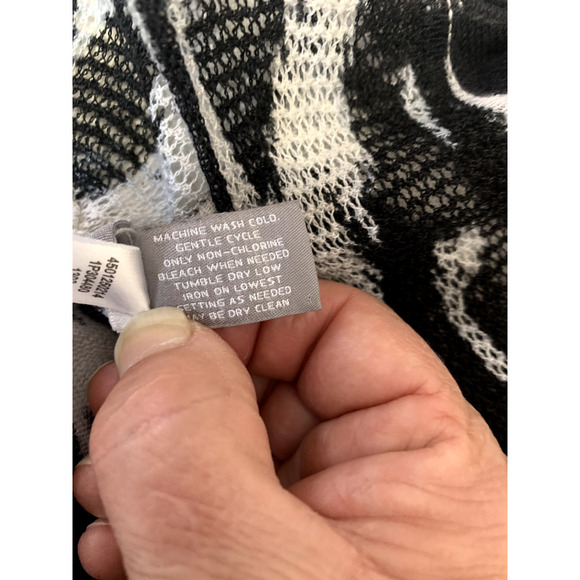 MACHINE WASH COLD.
GENTLE CYCLE
ONLY NON-CHLORINE
BLEACH WHEN NEEDED
TUMBLE DRY LOW
IRON ON LOWEST
SETTING AS NEEDED
MAY BE DRY CLEAN